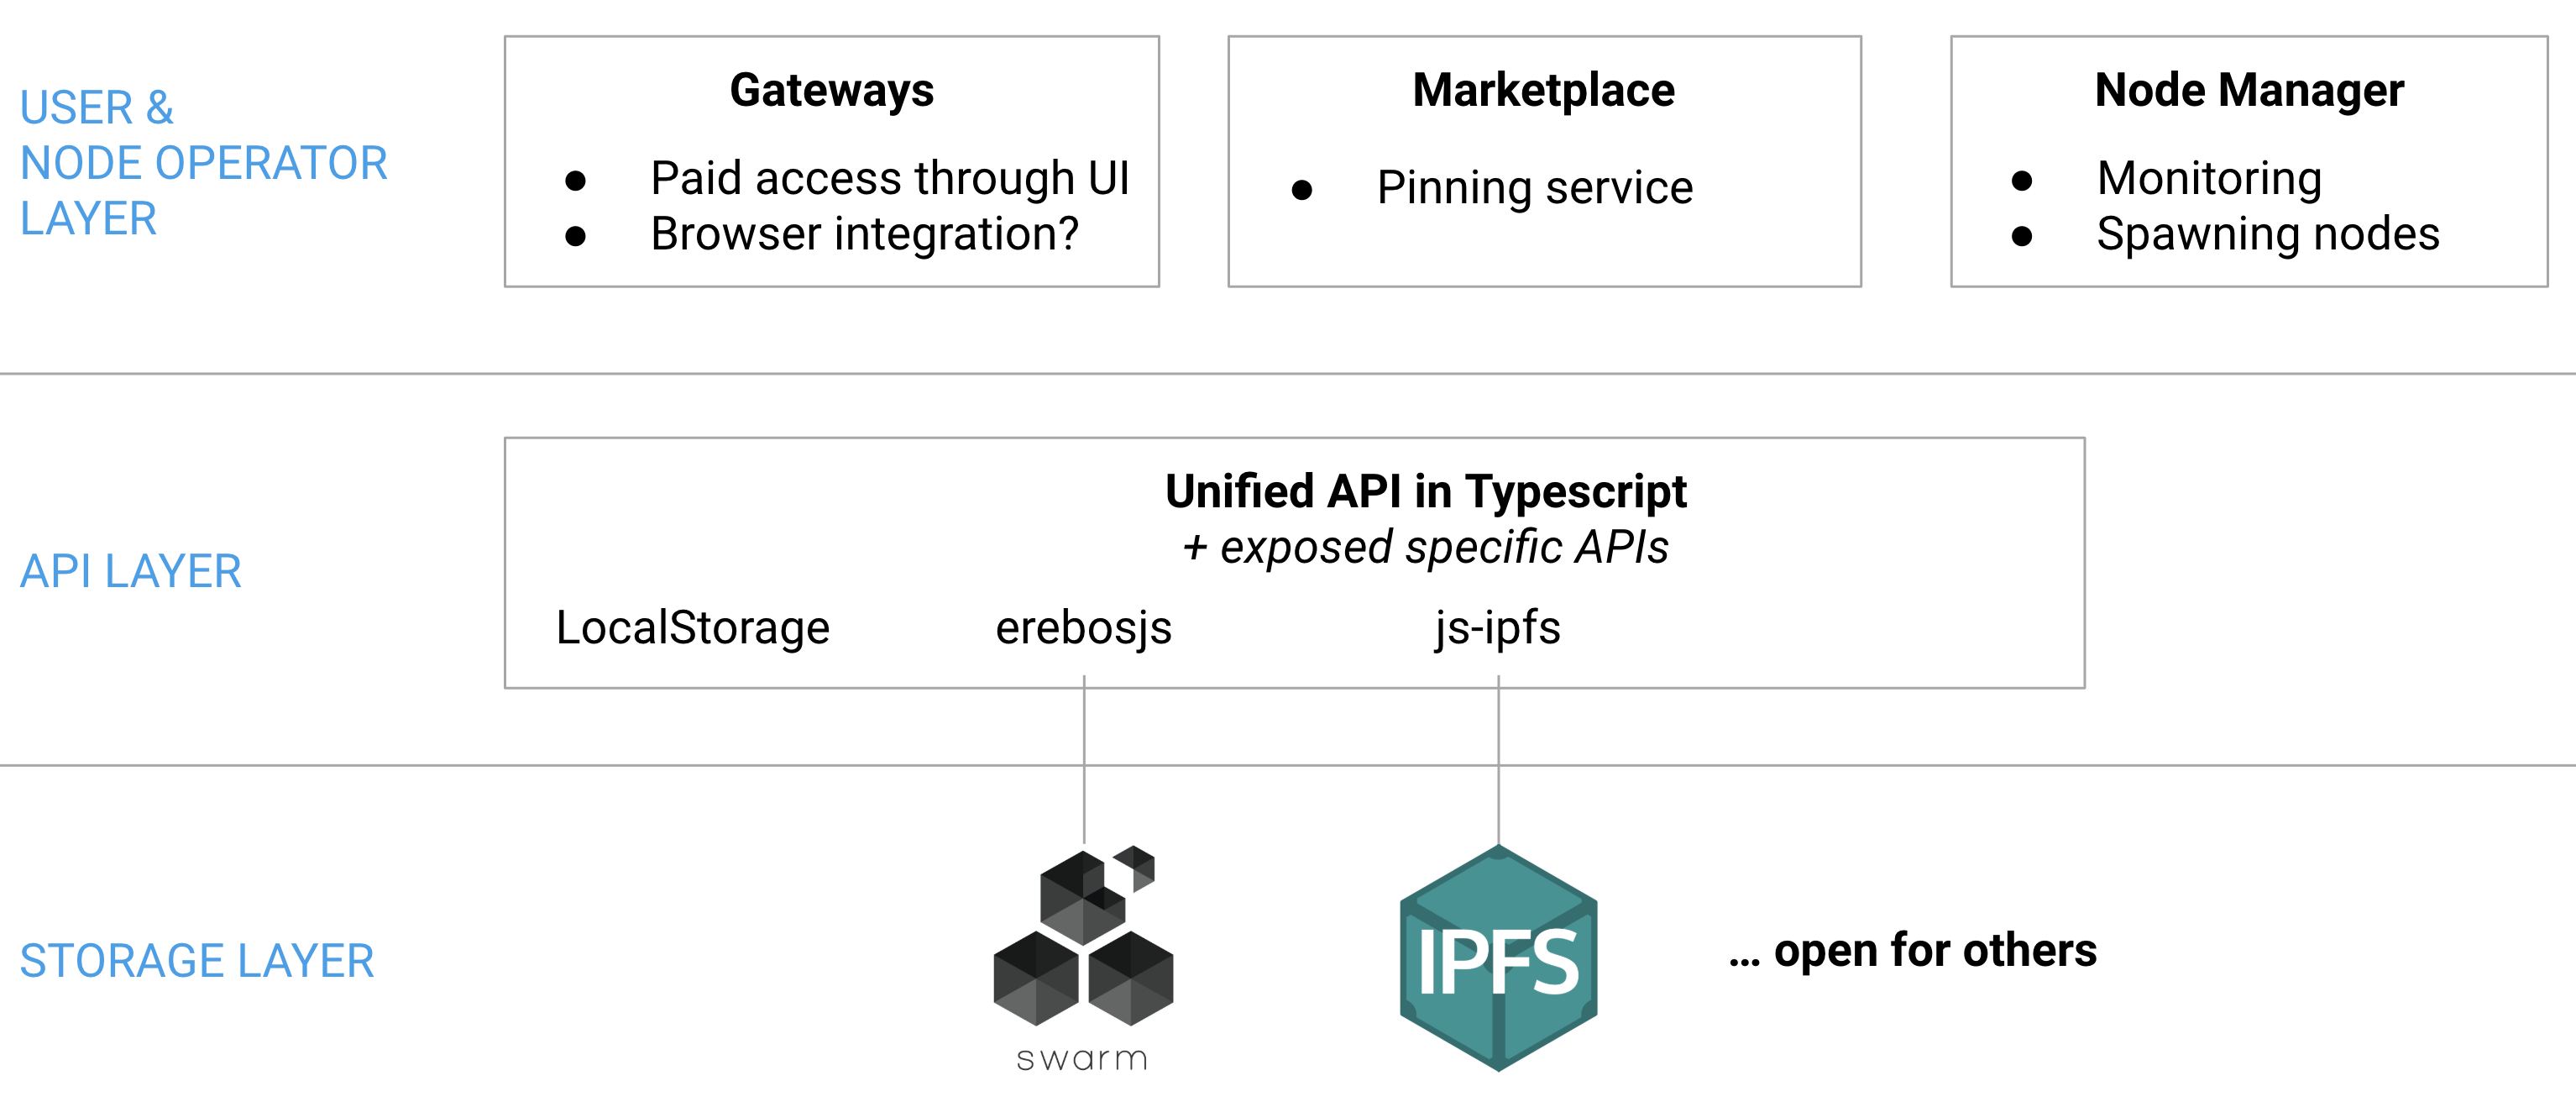 USER &
NODE OPERATOR
LAYER
Gateways
● Paid access through UI
● Browser integration?
Marketplace
● Pinning service
Node Manager
● Monitoring
● Spawning nodes
API LAYER
Unified API in Typescript
+ exposed specific APIs
LocalStorage
erebosjs
js-ipfs
STORAGE LAYER
swarm
IPFS
... open for others